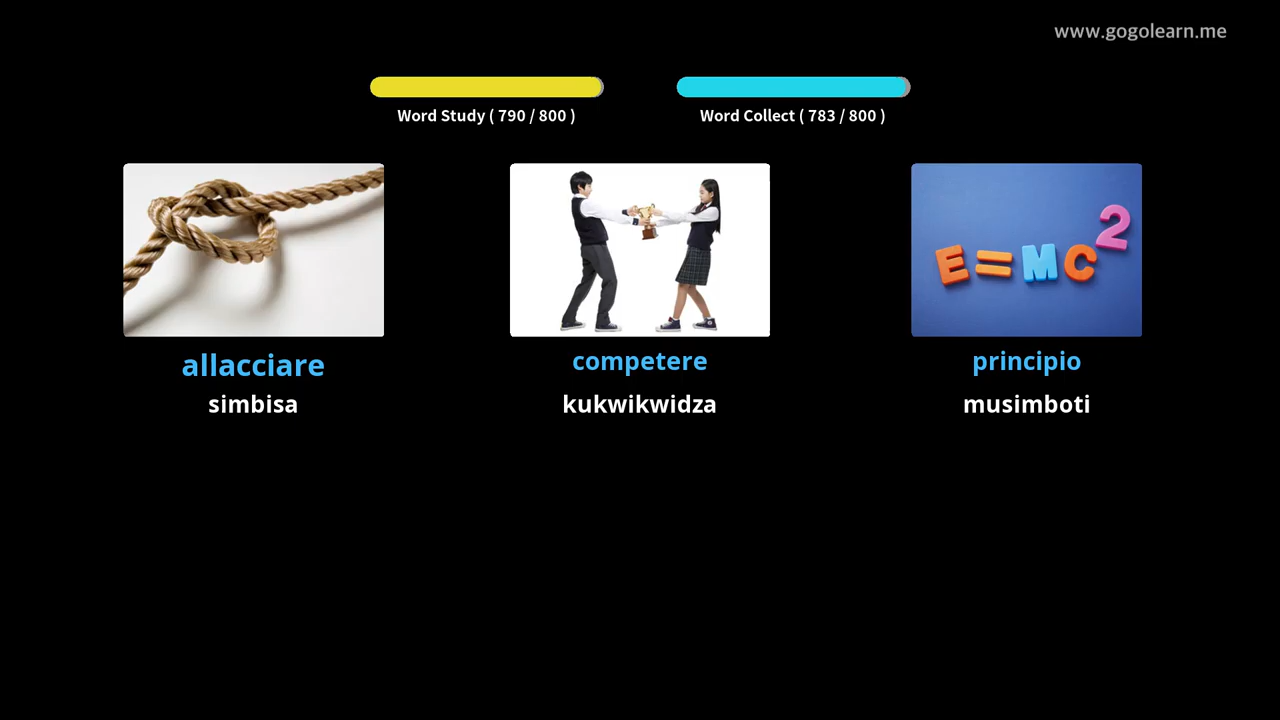 www.gogolearn.me
Word Study ( 790 / 800 )
Word Collect ( 783 / 800 )
E=MC2
allacciare
competere
principio
simbisa
kukwikwidza
musimboti